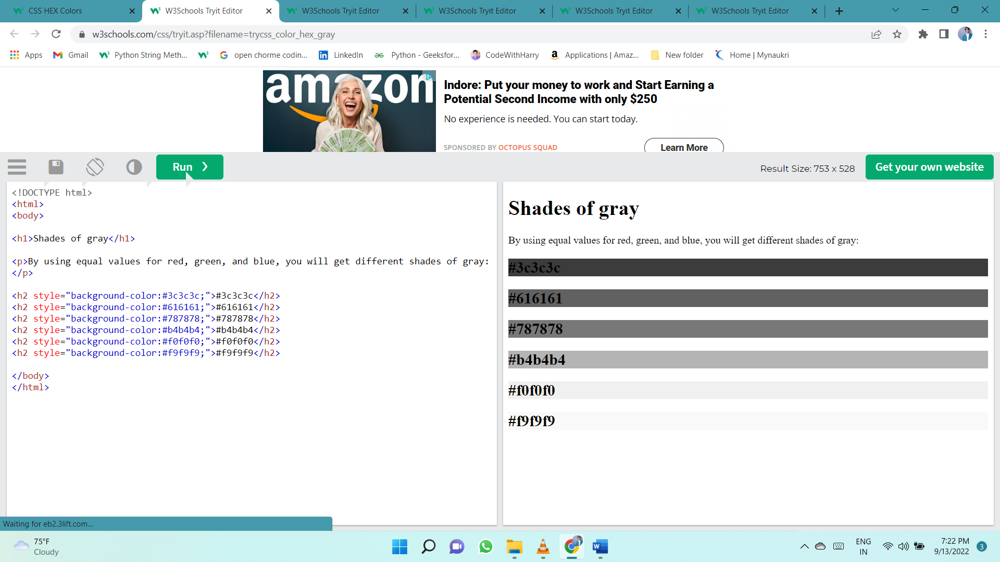 CSS HEX Colors
W3Schools Tryit Editor
W3Schools Tryit Editor
W3Schools Tryit Editor
W3Schools Tryit Editor
W3Schools Tryit Editor
w3schools.com/css/tryit.asp?filename=trycss_color_hex_gray
Apps
Gmail
Python String Meth...
open chorme codin...
LinkedIn
Python - Geeksfor...
CodeWithHarry
Applications | Amaz...
New folder
Home | Mynaukri
amazon
Indore: Put your money to work and Start Earning a
Potential Second Income with only $250
No experience is needed. You can start today.
SPONSORED BY OCTOPUS SQUAD
Learn More
Run ❯
Result Size: 753 x 528
Get your own website
<!DOCTYPE html>
<html>
<body>
<h1>Shades of gray</h1>
<p>By using equal values for red, green, and blue, you will get different shades of gray:
</p>
<h2 style="background-color:#3c3c3c;">#3c3c3c</h2>
<h2 style="background-color:#616161;">#616161</h2>
<h2 style="background-color:#787878;">#787878</h2>
<h2 style="background-color:#b4b4b4;">#b4b4b4</h2>
<h2 style="background-color:#f0f0f0;">#f0f0f0</h2>
<h2 style="background-color:#f9f9f9;">#f9f9f9</h2>
</body>
</html>
Shades of gray
By using equal values for red, green, and blue, you will get different shades of gray:
#3c3c3c
#616161
#787878
#b4b4b4
#f0f0f0
#f9f9f9
Waiting for eb2.3lift.com...
75°F
Cloudy
ENG
IN
7:22 PM
9/13/2022
3